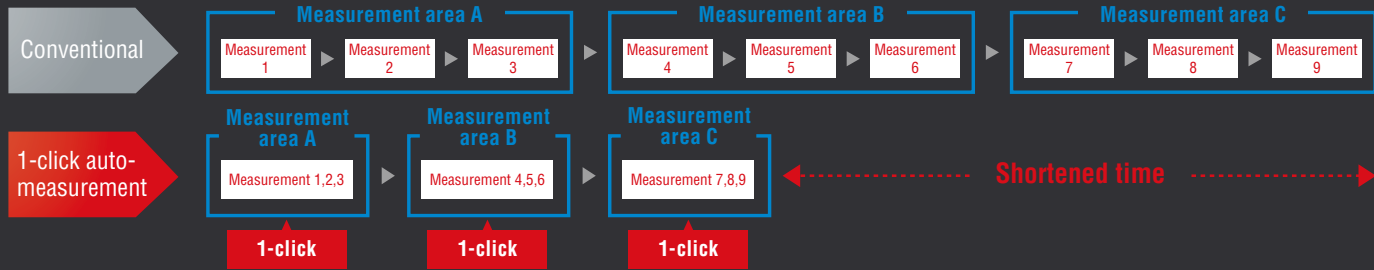 Measurement area A
Measurement area B
Measurement area C
Conventional
Measurement
1
Measurement
2
Measurement
3
Measurement
4
Measurement
5
Measurement
6
Measurement
7
Measurement
8
Measurement
9
Measurement
area A
Measurement
area B
Measurement
area C
1-click auto-
measurement
Measurement 1,2,3
Measurement 4,5,6
Measurement 7,8,9
Shortened time
1-click
1-click
1-click